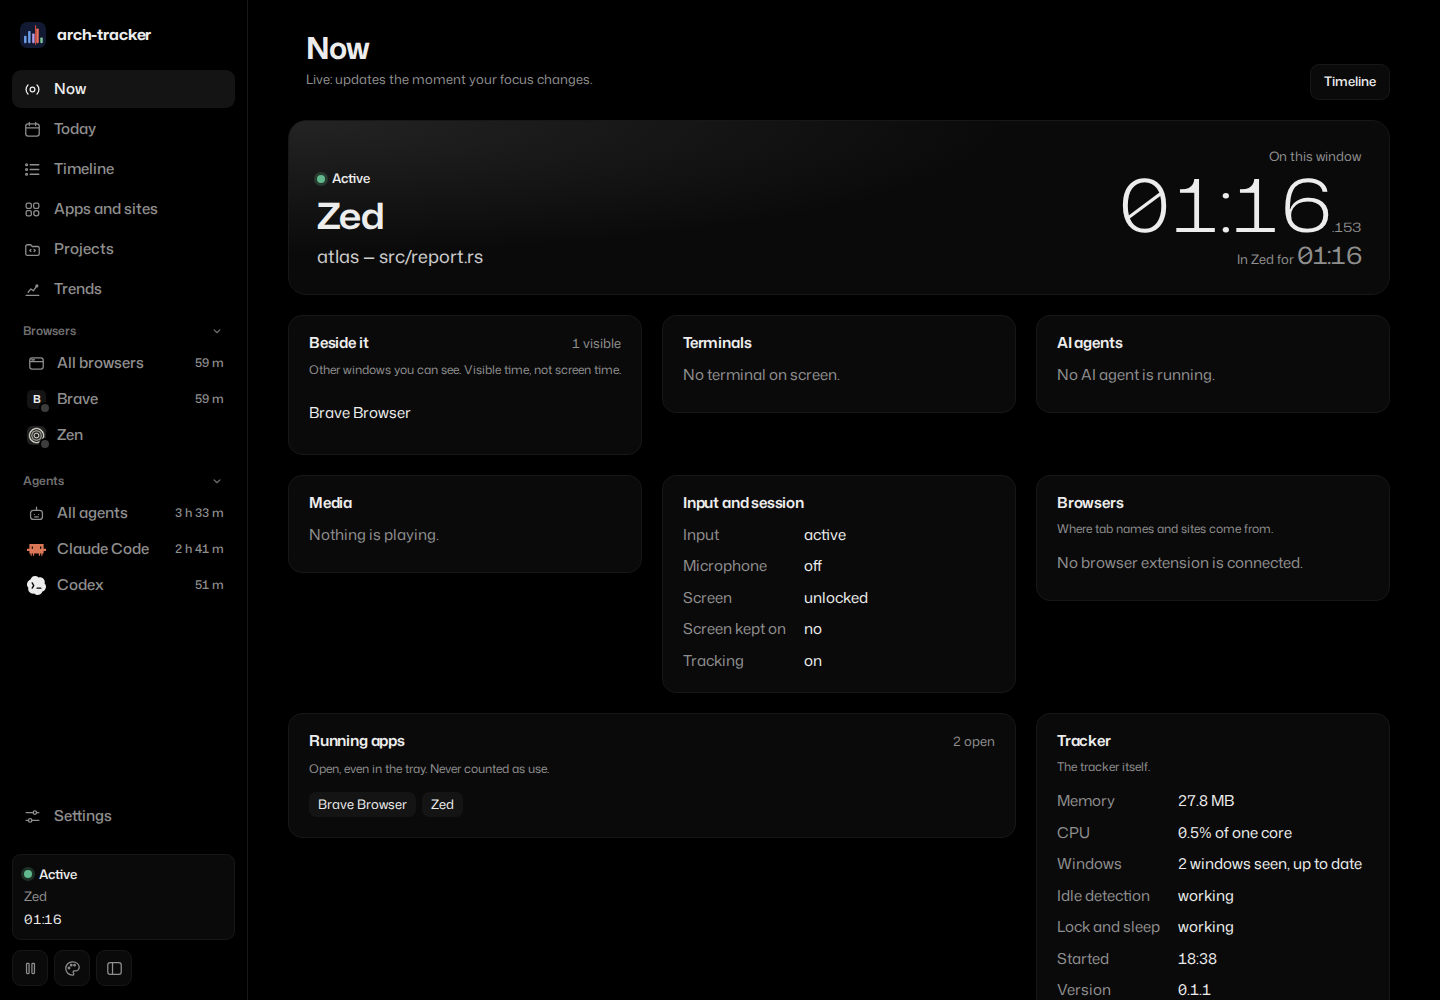 arch-tracker
Now
Today
Timeline
Apps and sites
Projects
Trends
Browsers
All browsers 59 m
B Brave 59 m
Zen
Agents
All agents 3 h 33 m
Claude Code 2 h 41 m
Codex 51 m
Settings
Active
Zed
01:16
Now
Live: updates the moment your focus changes.
Timeline
Active
Zed
atlas – src/report.rs
On this window
01:16.153
In Zed for 01:16
Beside it 1 visible
Other windows you can see. Visible time, not screen time.
Brave Browser
Terminals
No terminal on screen.
AI agents
No AI agent is running.
Media
Nothing is playing.
Input and session
Input active
Microphone off
Screen unlocked
Screen kept on no
Tracking on
Browsers
Where tab names and sites come from.
No browser extension is connected.
Running apps 2 open
Open, even in the tray. Never counted as use.
Brave Browser Zed
Tracker
The tracker itself.
Memory 27.8 MB
CPU 0.5% of one core
Windows 2 windows seen, up to date
Idle detection working
Lock and sleep working
Started 18:38
Version 0.1.1